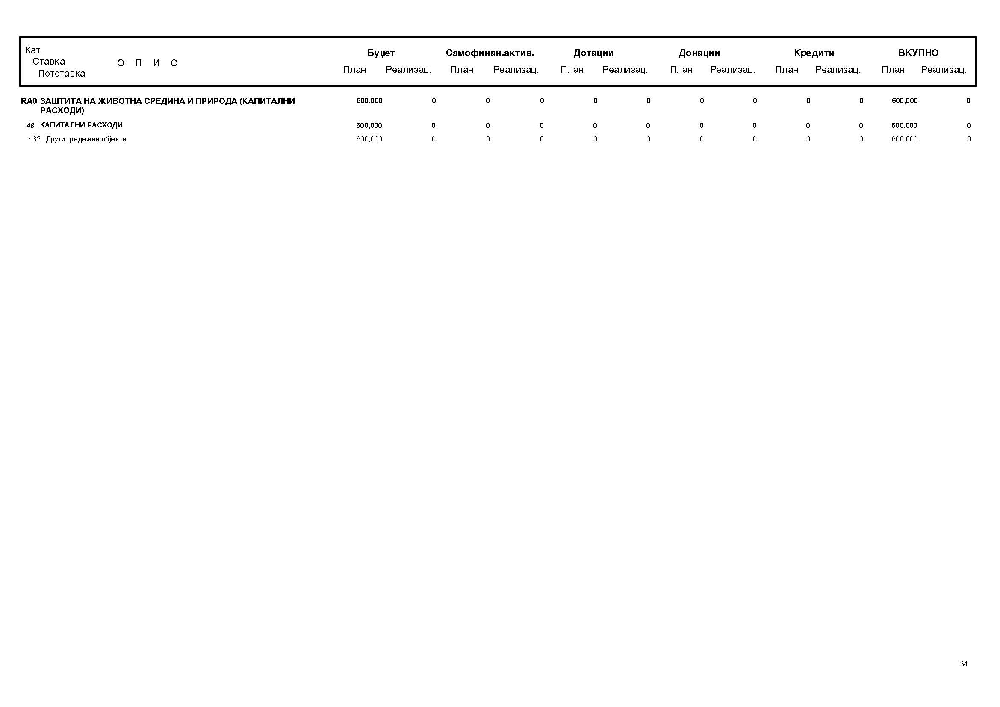 Кат.
Ставка
Потставка
О П И С
Буџет Самофинан.актив. Дотации Донации Кредити ВКУПНО
План Реализац. План Реализац. План Реализац. План Реализац. План Реализац. План Реализац.
RA0 ЗАШТИТА НА ЖИВОТНА СРЕДИНА И ПРИРОДА (КАПИТАЛНИ 600,000 0 0 0 0 0 0 0 0 0 600,000 0
РАСХОДИ)
48 КАПИТАЛНИ РАСХОДИ 600,000 0 0 0 0 0 0 0 0 0 600,000 0
482 Други градежни објекти 600,000 0 0 0 0 0 0 0 0 0 600,000 0
34